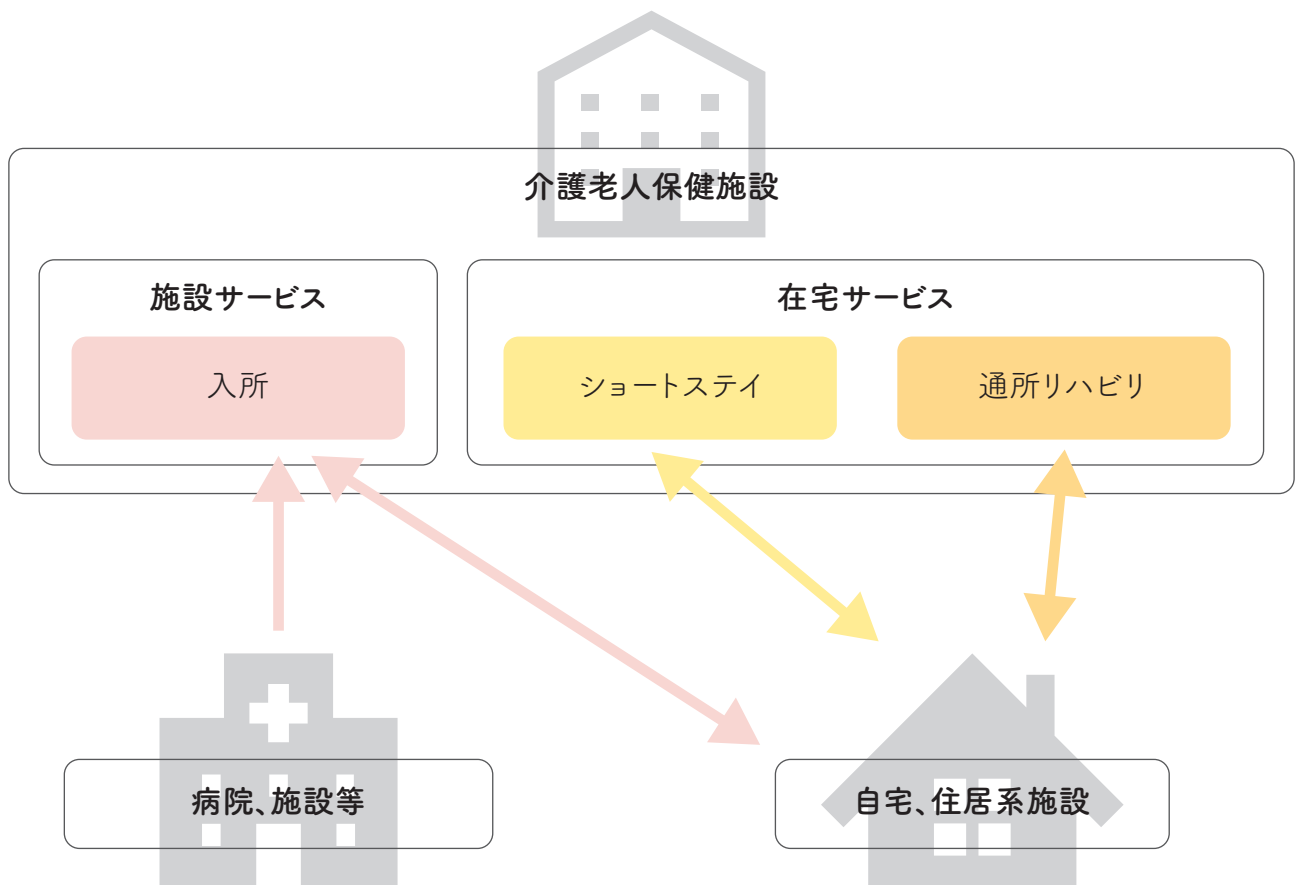 介護老人保健施設
施設サービス
在宅サービス
入所
ショートステイ
通所リハビリ
病院、施設等
自宅、住居系施設